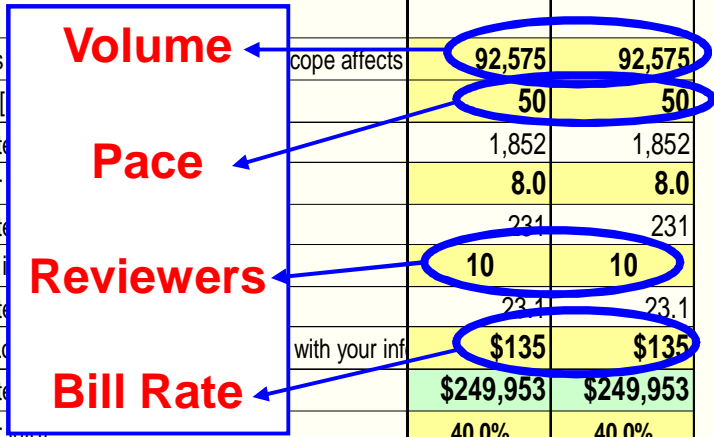 Volume
cope affects 92,575 92,575
[ 50 50
Pace
1,852 1,852
8.0 8.0
231 231
Reviewers
10 10
23.1 23.1
with your inf $135 $135
Bill Rate
$249,953 $249,953
40.0% 40.0%